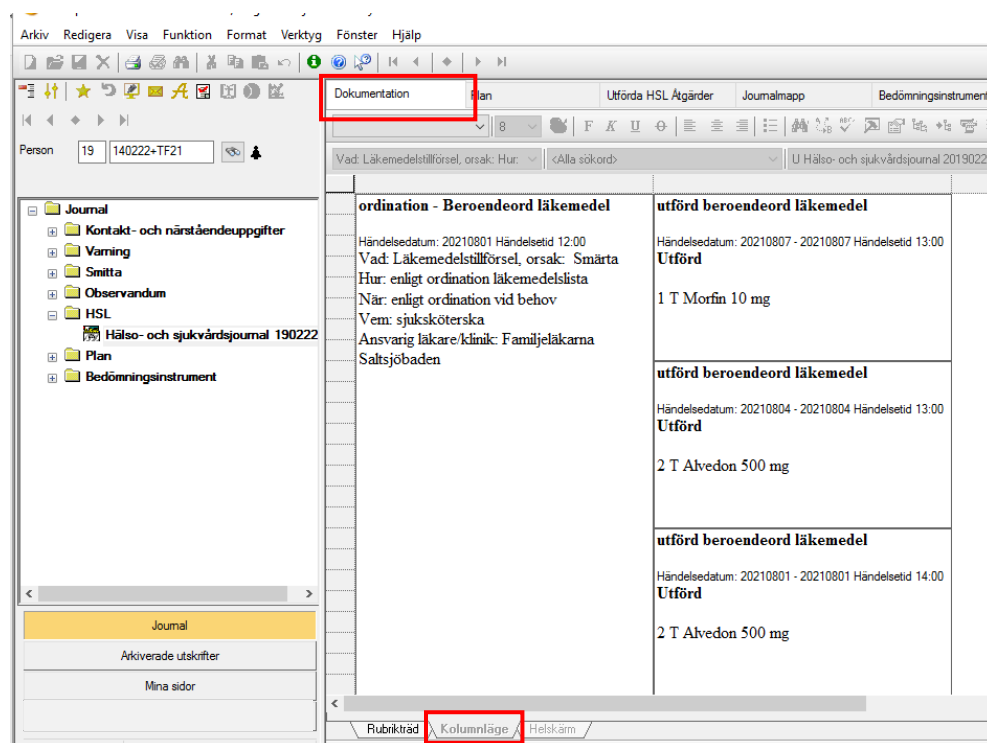 Arkiv Redigera Visa Funktion Format Verktyg Fönster Hjälp
Person 19 140222+TF21
Journal
Kontakt- och närståendeuppgifter
Varning
Smitta
Observandum
HSL
Hälso- och sjukvårdsjournal 190222
Plan
Bedömningsinstrument
Journal
Arkiverade utskrifter
Mina sidor
Dokumentation Plan Utförda HSL Åtgärder Journalmapp Bedömningsinstrument
8 F K U
Vad: Läkemedelstillförsel, orsak: Hur: <Alla sökord> U Hälso- och sjukvårdsjournal 2019022
ordination - Beroendeord läkemedel
Händelsedatum: 20210801 Händelsetid 12:00
Vad: Läkemedelstillförsel, orsak: Smärta
Hur: enligt ordination läkemedelslista
När: enligt ordination vid behov
Vem: sjuksköterska
Ansvarig läkare/klinik: Familjeläkarna
Saltsjöbaden
utförd beroendeord läkemedel
Händelsedatum: 20210807 - 20210807 Händelsetid 13:00
Utförd
1 T Morfin 10 mg
utförd beroendeord läkemedel
Händelsedatum: 20210804 - 20210804 Händelsetid 13:00
Utförd
2 T Alvedon 500 mg
utförd beroendeord läkemedel
Händelsedatum: 20210801 - 20210801 Händelsetid 14:00
Utförd
2 T Alvedon 500 mg
Rubrikträd Kolumnläge Helskärm